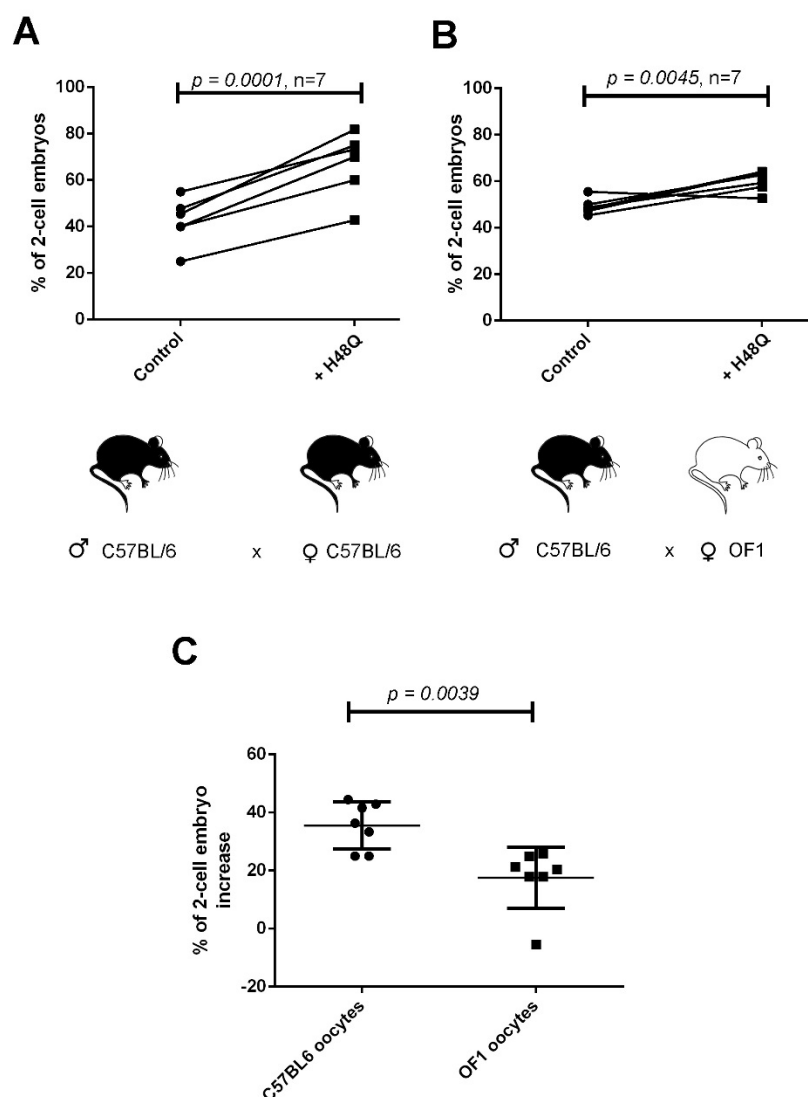 A
p = 0.0001, n=7
% of 2-cell embryos
100
80
60
40
20
0
Control
+ H48Q
♂ C57BL/6 x ♀ C57BL/6
B
p = 0.0045, n=7
% of 2-cell embryos
100
80
60
40
20
0
Control
+ H48Q
♂ C57BL/6 x ♀ OF1
C
p = 0.0039
% of 2-cell embryo
increase
60
40
20
0
-20
C57BL6 oocytes
OF1 oocytes